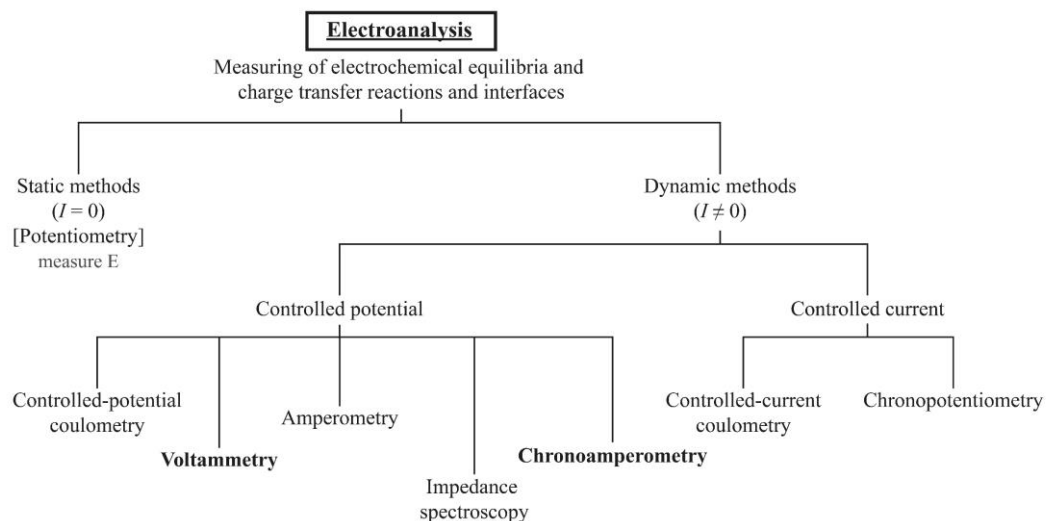 Electroanalysis
Measuring of electrochemical equilibria and
charge transfer reactions and interfaces
Static methods
(I = 0)
[Potentiometry]
measure E
Dynamic methods
(I ≠ 0)
Controlled potential
Controlled current
Controlled-potential
coulometry
Voltammetry
Amperometry
Impedance
spectroscopy
Chronoamperometry
Controlled-current
coulometry
Chronopotentiometry